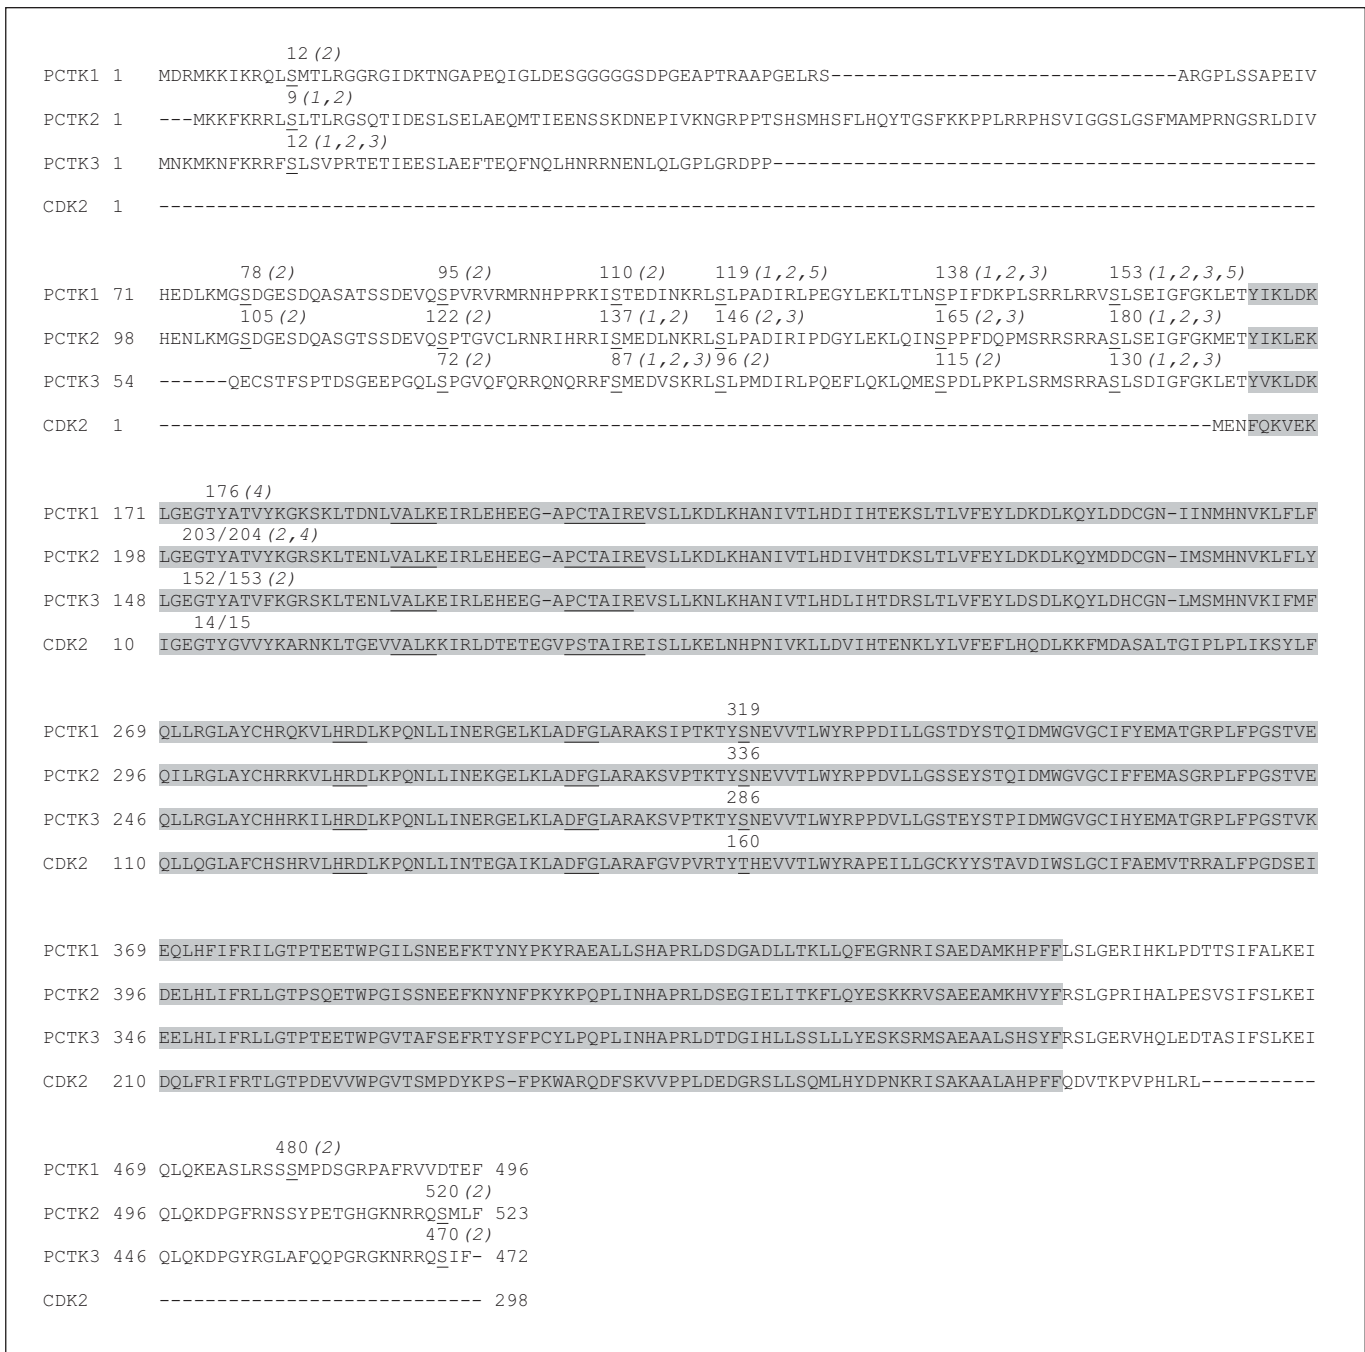 12 (2)
PCTK1 1 MDRMKKIKRQLSMTLRGGRGIDKTNGAPEQIGLDESGGGGGSDPGEAPTRAAPGELRS------------------------------ARGPLSSAPEIV
9 (1,2)
PCTK2 1 ---MKKFKRRLSLTLRGSQTIDESLSELAEQMTIEENSSKDNEPIVKNGRPPTSHSMHSFLHQYTGSFKKPPLRRPHSVIGGSLGSFMAMPRNGSRLDIV
12 (1,2,3)
PCTK3 1 MNKMKNFKRRFSLSVPRTETIEESLAEFTEQFNQLHNRRNENLQLGPLGRDPP-----------------------------------------------
CDK2 1 ----------------------------------------------------------------------------------------------------
78 (2) 95 (2) 110 (2) 119 (1,2,5) 138 (1,2,3) 153 (1,2,3,5)
PCTK1 71 HEDLKMGSDGESDQASATSSDEVQSPVRVRMRNHPPRKISTEDINKRLSLPADIRLPEGYLEKLTLNSPIFDKPLSRRLRRVSLSEIGFGKLETYIKLDK
105 (2) 122 (2) 137 (1,2) 146 (2,3) 165 (2,3) 180 (1,2,3)
PCTK2 98 HENLKMGSDGESDQASGTSSDEVQSPTGVCLRNRIHRRISMEDLNKRLSLPADIRIPDGYLEKLQINSPPFDQPMSRRSRRASLSEIGFGKMETYIKLEK
72 (2) 87 (1,2,3) 96 (2) 115 (2) 130 (1,2,3)
PCTK3 54 ------QECSTFSPTDSGEEPGQLSPGVQFQRRQNQRRFSMEDVSKRLSLPMDIRLPQEFLQKLQMESPDLPKPLSRMSRRASLSDIGFGKLETYVKLDK
CDK2 1 -------------------------------------------------------------------------------------------MENFQKVEK
176 (4)
PCTK1 171 LGEGTYATVYKGKSKLTDNLVALKEIRLEHEEG-APCTAIREVSLLKDLKHANIVTLHDIIHTEKSLTLVFEYLDKDLKQYLDDCGN-IINMHNVKLFLF
203/204 (2,4)
PCTK2 198 LGEGTYATVYKGRSKLTENLVALKEIRLEHEEG-APCTAIREVSLLKDLKHANIVTLHDIVHTDKSLTLVFEYLDKDLKQYMDDCGN-IMSMHNVKLFLY
152/153 (2)
PCTK3 148 LGEGTYATVFKGRSKLTENLVALKEIRLEHEEG-APCTAIREVSLLKNLKHANIVTLHDLIHTDRSLTLVFEYLDSDLKQYLDHCGN-LMSMHNVKIFMF
14/15
CDK2 10 IGEGTYGVVYKARNKLTGEVVALKKIRLDTETEGVPSTAIREISLLKELNHPNIVKLLDVIHTENKLYLVFEFLHQDLKKFMDASALTGIPLPLIKSYLF
319
PCTK1 269 QLLRGLAYCHRQKVLHRDLKPQNLLINERGELKLADFGLARAKSIPTKTYSNEVVTLWYRPPDILLGSTDYSTQIDMWGVGCIFYEMATGRPLFPGSTVE
336
PCTK2 296 QILRGLAYCHRRKVLHRDLKPQNLLINEKGELKLADFGLARAKSVPTKTYSNEVVTLWYRPPDVLLGSSEYSTQIDMWGVGCIFFEMASGRPLFPGSTVE
286
PCTK3 246 QLLRGLAYCHHRKILHRDLKPQNLLINERGELKLADFGLARAKSVPTKTYSNEVVTLWYRPPDVLLGSTEYSTPIDMWGVGCIHYEMATGRPLFPGSTVK
160
CDK2 110 QLLQGLAFCHSHRVLHRDLKPQNLLINTEGAIKLADFGLARAFGVPVRTYTHEVVTLWYRAPEILLGCKYYSTAVDIWSLGCIFAEMVTRRALFPGDSEI
PCTK1 369 EQLHFIFRILGTPTEETWPGILSNEEFKTYNYPKYRAEALLSHAPRLDSDGADLLTKLLQFEGRNRISAEDAMKHPFFLSLGERIHKLPDTTSIFALKEI
PCTK2 396 DELHLIFRLLGTPSQETWPGISSNEEFKNYNFPKYKPQPLINHAPRLDSEGIELITKFLQYESKKRVSAEEAMKHVYFRSLGPRIHALPESVSIFSLKEI
PCTK3 346 EELHLIFRLLGTPTEETWPGVTAFSEFRTYSFPCYLPQPLINHAPRLDTDGIHLLSSLLLYESKSRMSAEAALSHSYFRSLGERVHQLEDTASIFSLKEI
CDK2 210 DQLFRIFRTLGTPDEVVWPGVTSMPDYKPS-FPKWARQDFSKVVPPLDEDGRSLLSQMLHYDPNKRISAKAALAHPFFQDVTKPVPHLRL----------
480 (2)
PCTK1 469 QLQKEASLRSSSMPDSGRPAFRVVDTEF 496
520 (2)
PCTK2 496 QLQKDPGFRNSSYPETGHGKNRRQSMLF 523
470 (2)
PCTK3 446 QLQKDPGYRGLAFQQPGRGKNRRQSIF- 472
CDK2 ---------------------------- 298